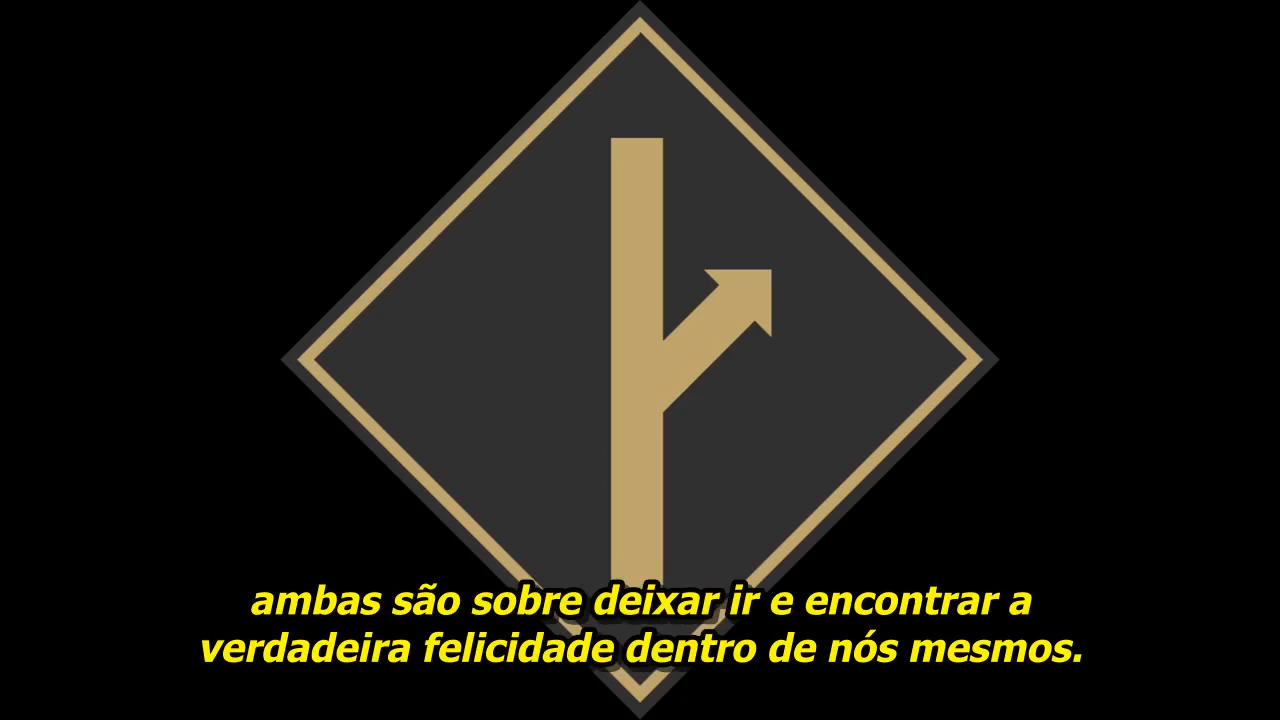 ambas são sobre deixar ir e encontrar a
verdadeira felicidade dentro de nós mesmos.